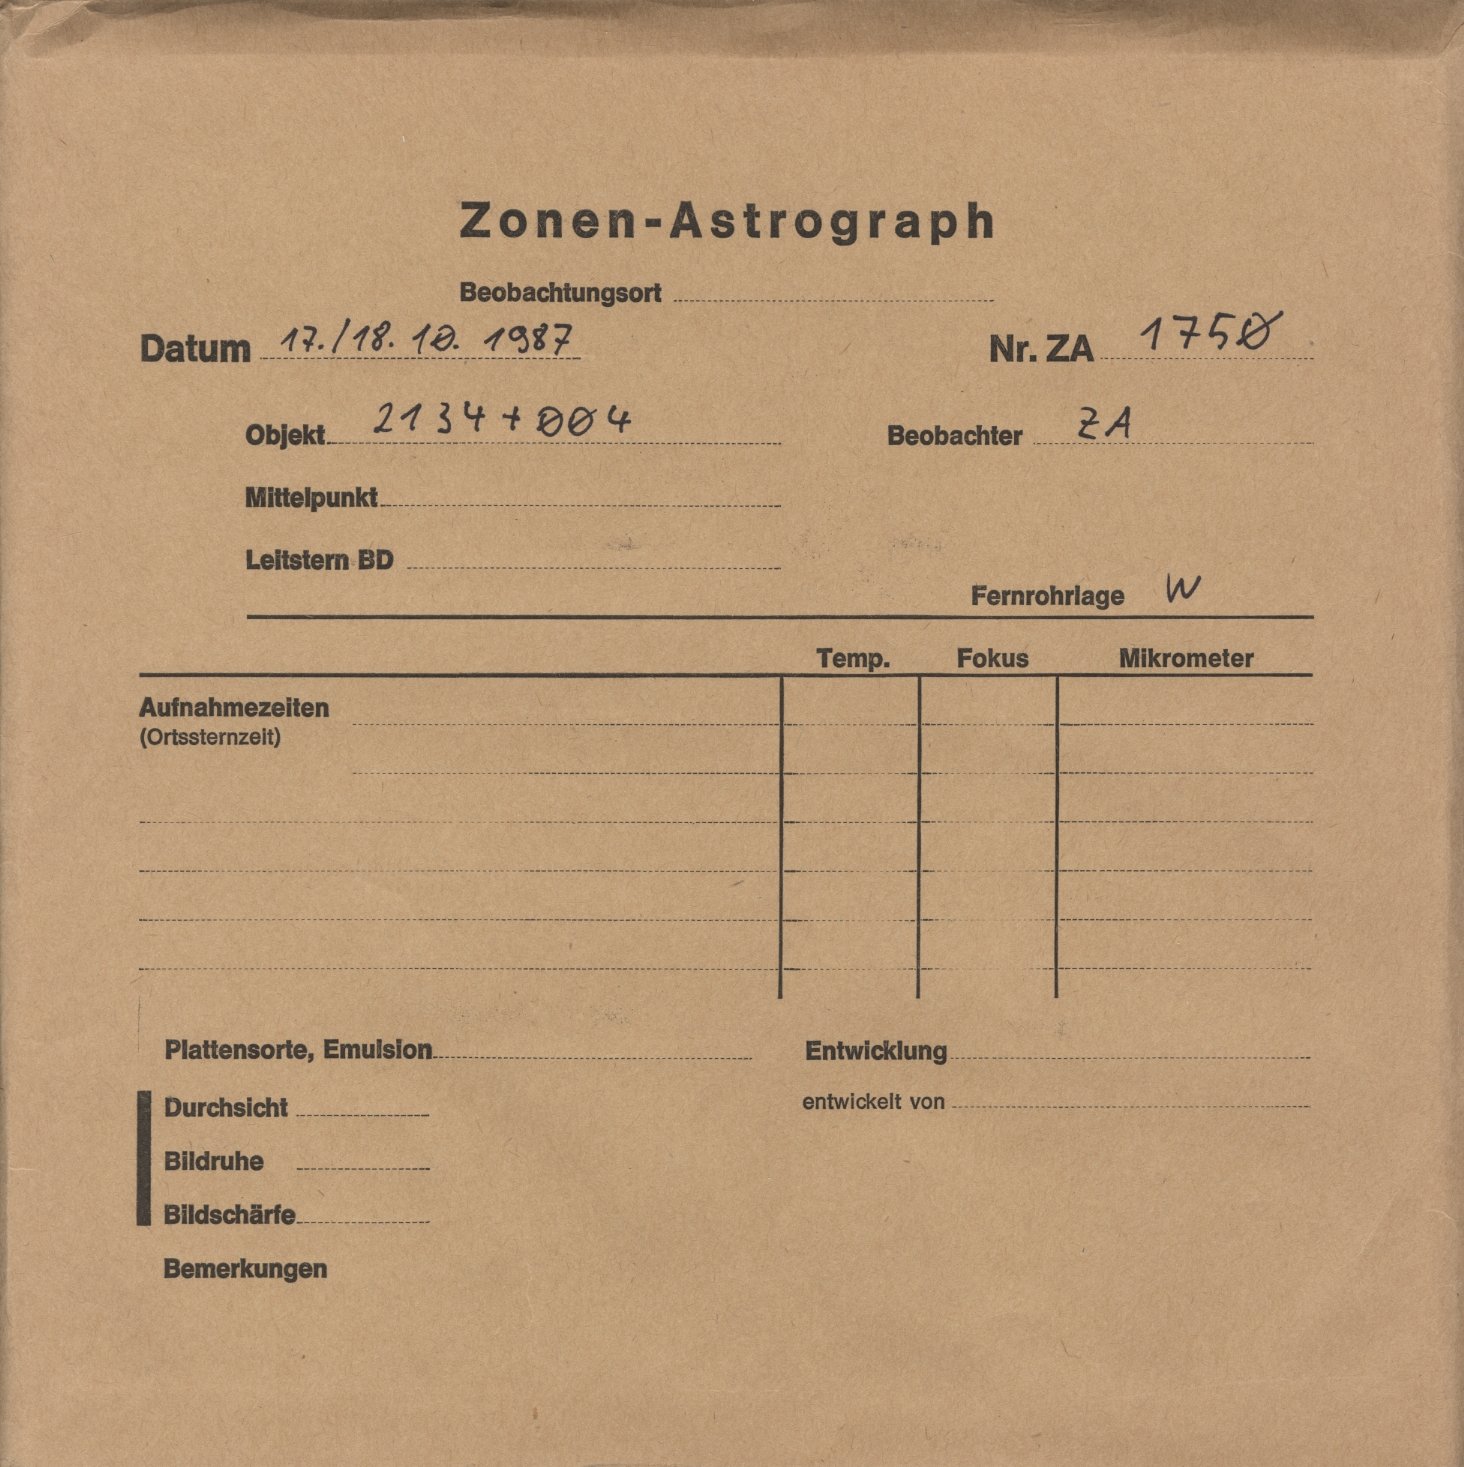 Zonen-Astrograph
Beobachtungsort
Datum 17./18. 10. 1987 Nr. ZA 1750
Objekt 2134+004 Beobachter ZA
Mittelpunkt
Leitstern BD
Fernrohrlage W
Temp. Fokus Mikrometer
Aufnahmezeiten
(Ortssternzeit)
Plattensorte, Emulsion Entwicklung
Durchsicht entwickelt von
Bildruhe
Bildschärfe
Bemerkungen